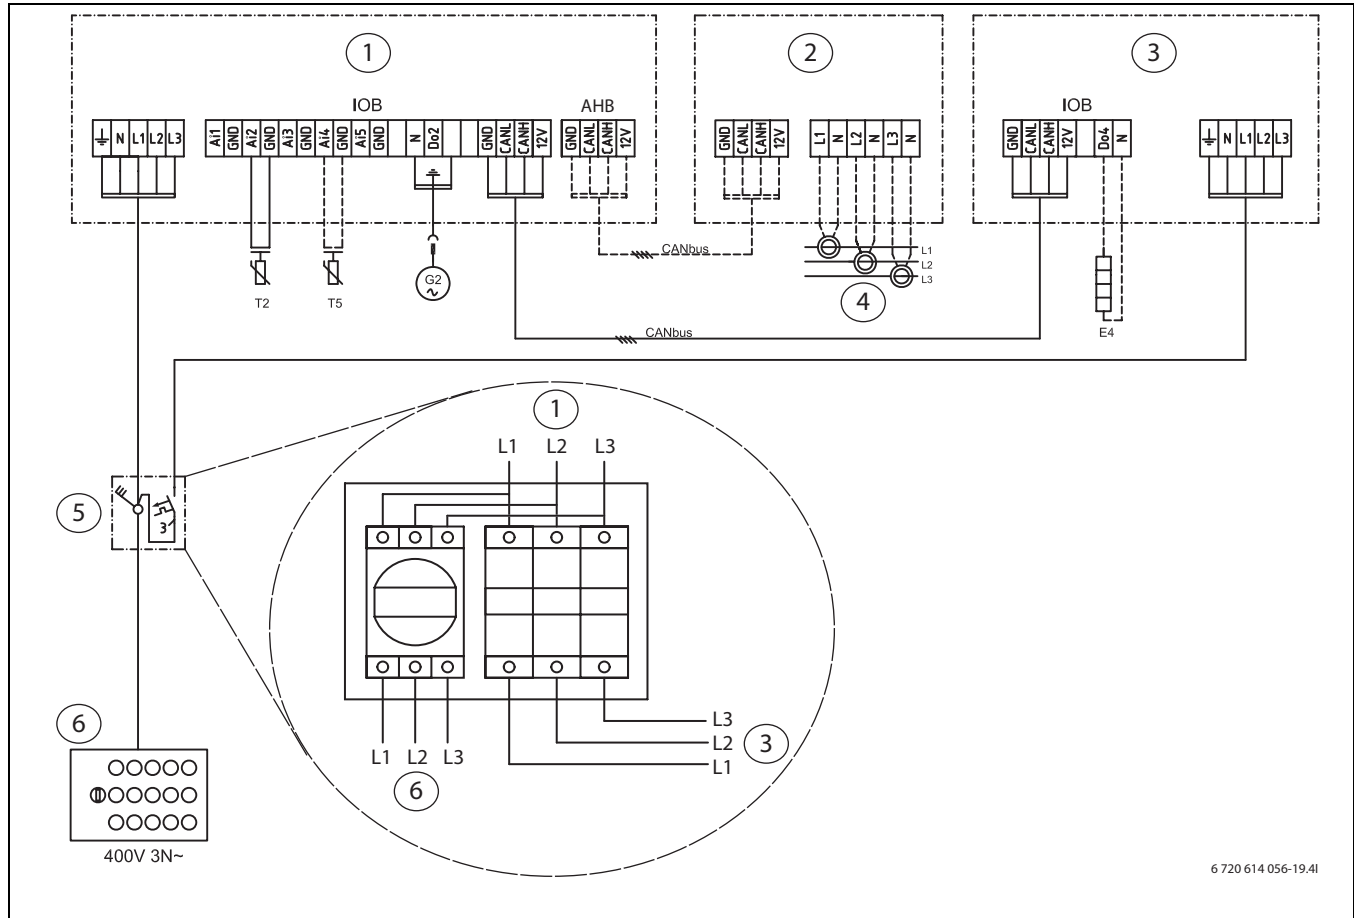 1
2
3
IOB
AHB
IOB
N L1 L2 L3
Ai1 GND Ai2 GND Ai3 GND Ai4 GND Ai5 GND N Do2 GND CANL CANH 12V
GND CANL CANH 12V
GND CANL CANH 12V
L1 N L2 N L3 N
GND CANL CANH 12V Do4 N
N L1 L2 L3
CANbus
L1
L2
L3
T2
T5
G2
4
CANbus
E4
1
L1 L2 L3
5
3
6
400V 3N~
L1 L2 L3
6
L3
L2
L1
3
6 720 614 056-19.4I